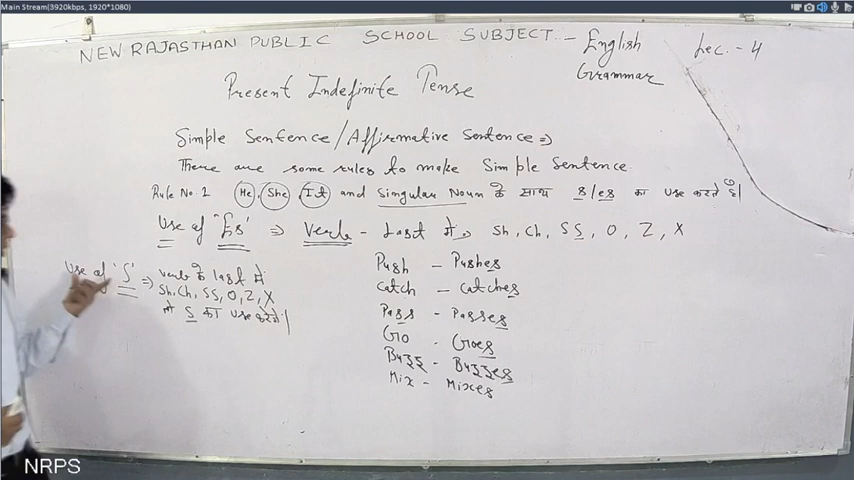 Main Stream(3920kbps, 1920*1080)
NEW RAJASTHAN PUBLIC SCHOOL SUBJECT - English Grammar
Lec. - 4
Present Indefinite Tense
Simple Sentence/Affirmative Sentence ⇒
There are some rules to make Simple Sentence.
Rule No. 1 He, She, It and Singular Noun के साथ s/es का use करते है।
Use of 'Es' ⇒ Verb - Last में, Sh, Ch, SS, O, Z, X
Use of 'S' ⇒ verb के last में
Sh, Ch, SS, O, Z, X
तो S का use करेंगे।
Push - Pushes
Catch - Catches
Pass - Passes
Go - Goes
Buzz - Buzzes
Mix - Mixes
NRPS